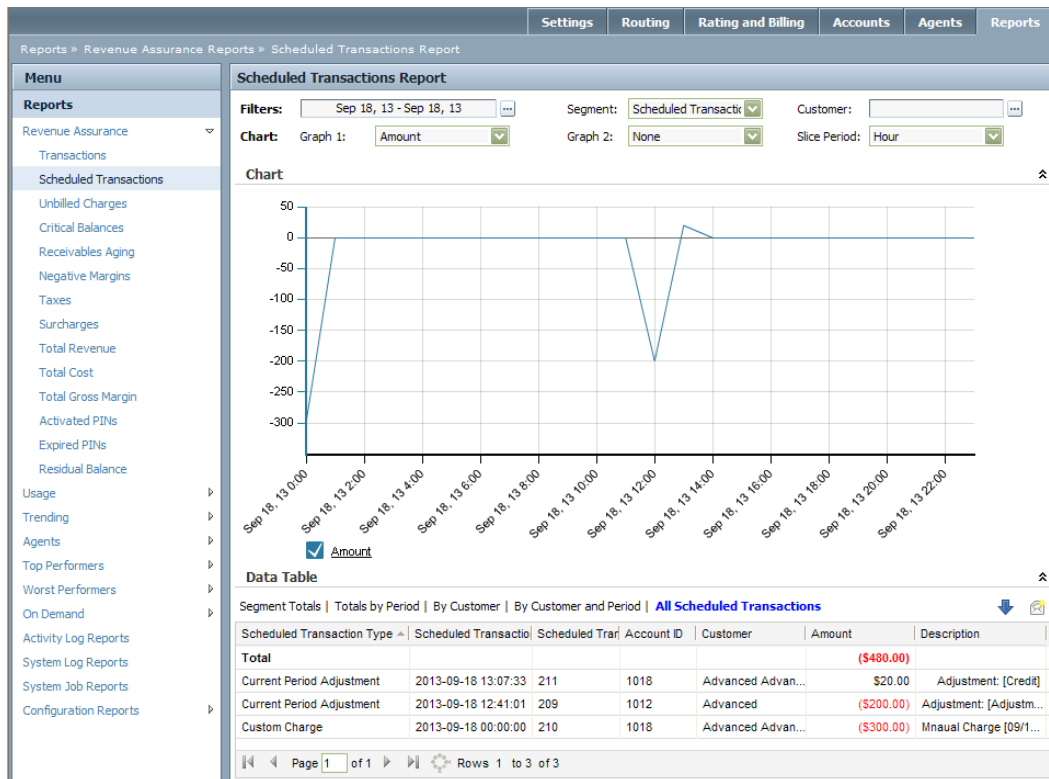 Settings Routing Rating and Billing Accounts Agents Reports
Reports » Revenue Assurance Reports » Scheduled Transactions Report
Menu
Reports
Revenue Assurance
Transactions
Scheduled Transactions
Unbilled Charges
Critical Balances
Receivables Aging
Negative Margins
Taxes
Surcharges
Total Revenue
Total Cost
Total Gross Margin
Activated PINs
Expired PINs
Residual Balance
Usage
Trending
Agents
Top Performers
Worst Performers
On Demand
Activity Log Reports
System Log Reports
System Job Reports
Configuration Reports
Scheduled Transactions Report
Filters: Sep 18, 13 - Sep 18, 13 ... Segment: Scheduled Transactic Customer: ...
Chart: Graph 1: Amount Graph 2: None Slice Period: Hour
Chart
50
0
-50
-100
-150
-200
-250
-300
Sep 18, 13 0:00 Sep 18, 13 2:00 Sep 18, 13 4:00 Sep 18, 13 6:00 Sep 18, 13 8:00 Sep 18, 13 10:00 Sep 18, 13 12:00 Sep 18, 13 14:00 Sep 18, 13 16:00 Sep 18, 13 18:00 Sep 18, 13 20:00 Sep 18, 13 22:00
Amount
Data Table
Segment Totals | Totals by Period | By Customer | By Customer and Period | All Scheduled Transactions
Scheduled Transaction Type Scheduled Transactio Scheduled Trar Account ID Customer Amount Description
Total ($480.00)
Current Period Adjustment 2013-09-18 13:07:33 211 1018 Advanced Advan... $20.00 Adjustment: [Credit]
Current Period Adjustment 2013-09-18 12:41:01 209 1012 Advanced ($200.00) Adjustment: [Adjustm...
Custom Charge 2013-09-18 00:00:00 210 1018 Advanced Advan... ($300.00) Mnaual Charge [09/1...
Page 1 of 1 Rows 1 to 3 of 3